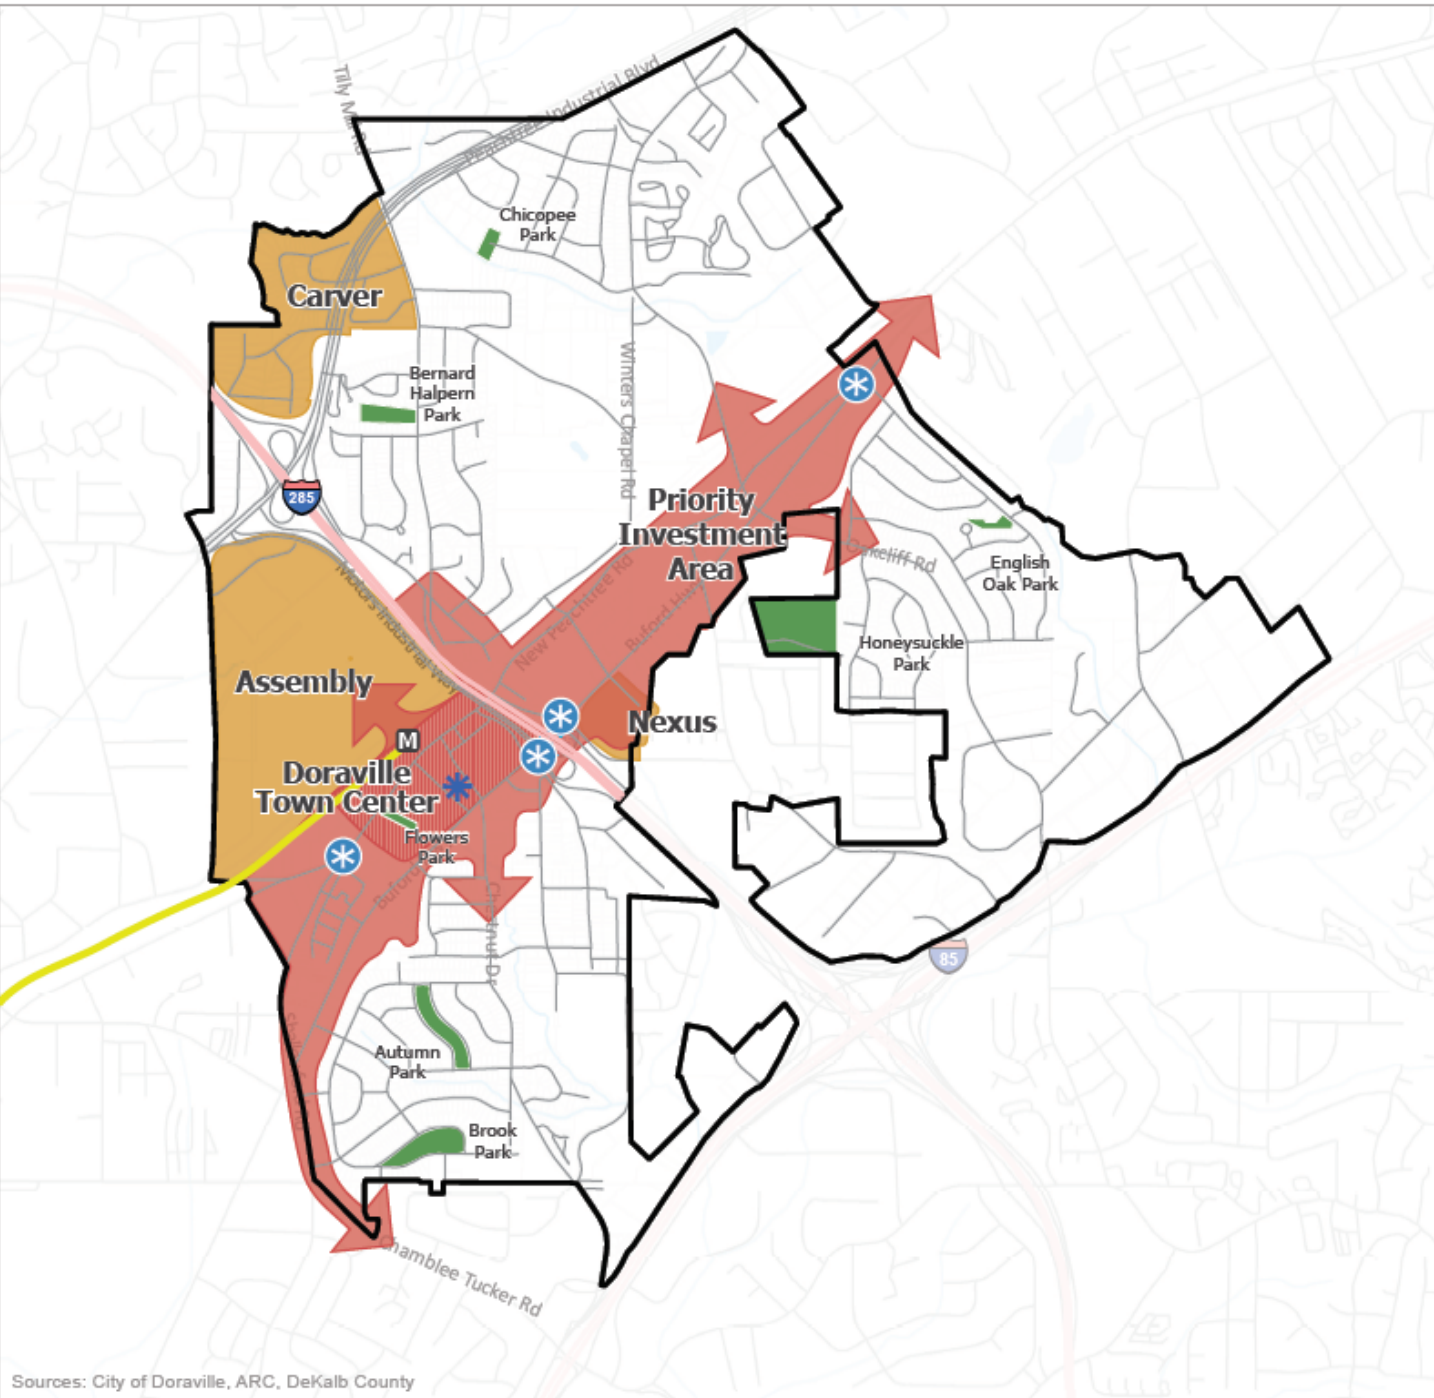 Tilly Mill Rd
Peachtree Industrial Blvd
Chicopee
Park
Carver
Bernard
Halpern
Park
Winters Chapel Rd
285
Priority
Investment
Area
Oakcliff Rd
English
Oak Park
Motors Industrial Way
New Peachtree Rd
Buford Hwy
Honeysuckle
Park
Assembly
Nexus
M
Doraville
Town Center
Flowers
Park
Buford
Chestnut Dr
85
Autumn
Park
Brook
Park
Chamblee Tucker Rd
Sources: City of Doraville, ARC, DeKalb County